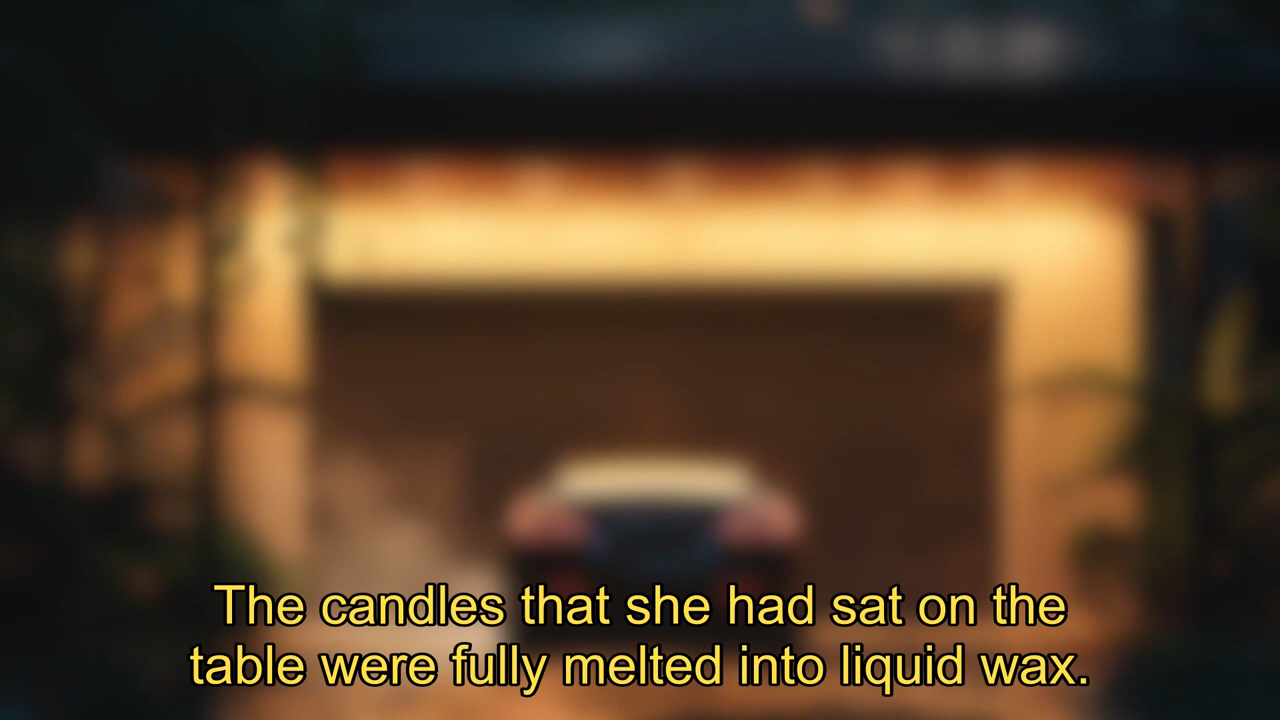 The candles that she had sat on the
table were fully melted into liquid wax.